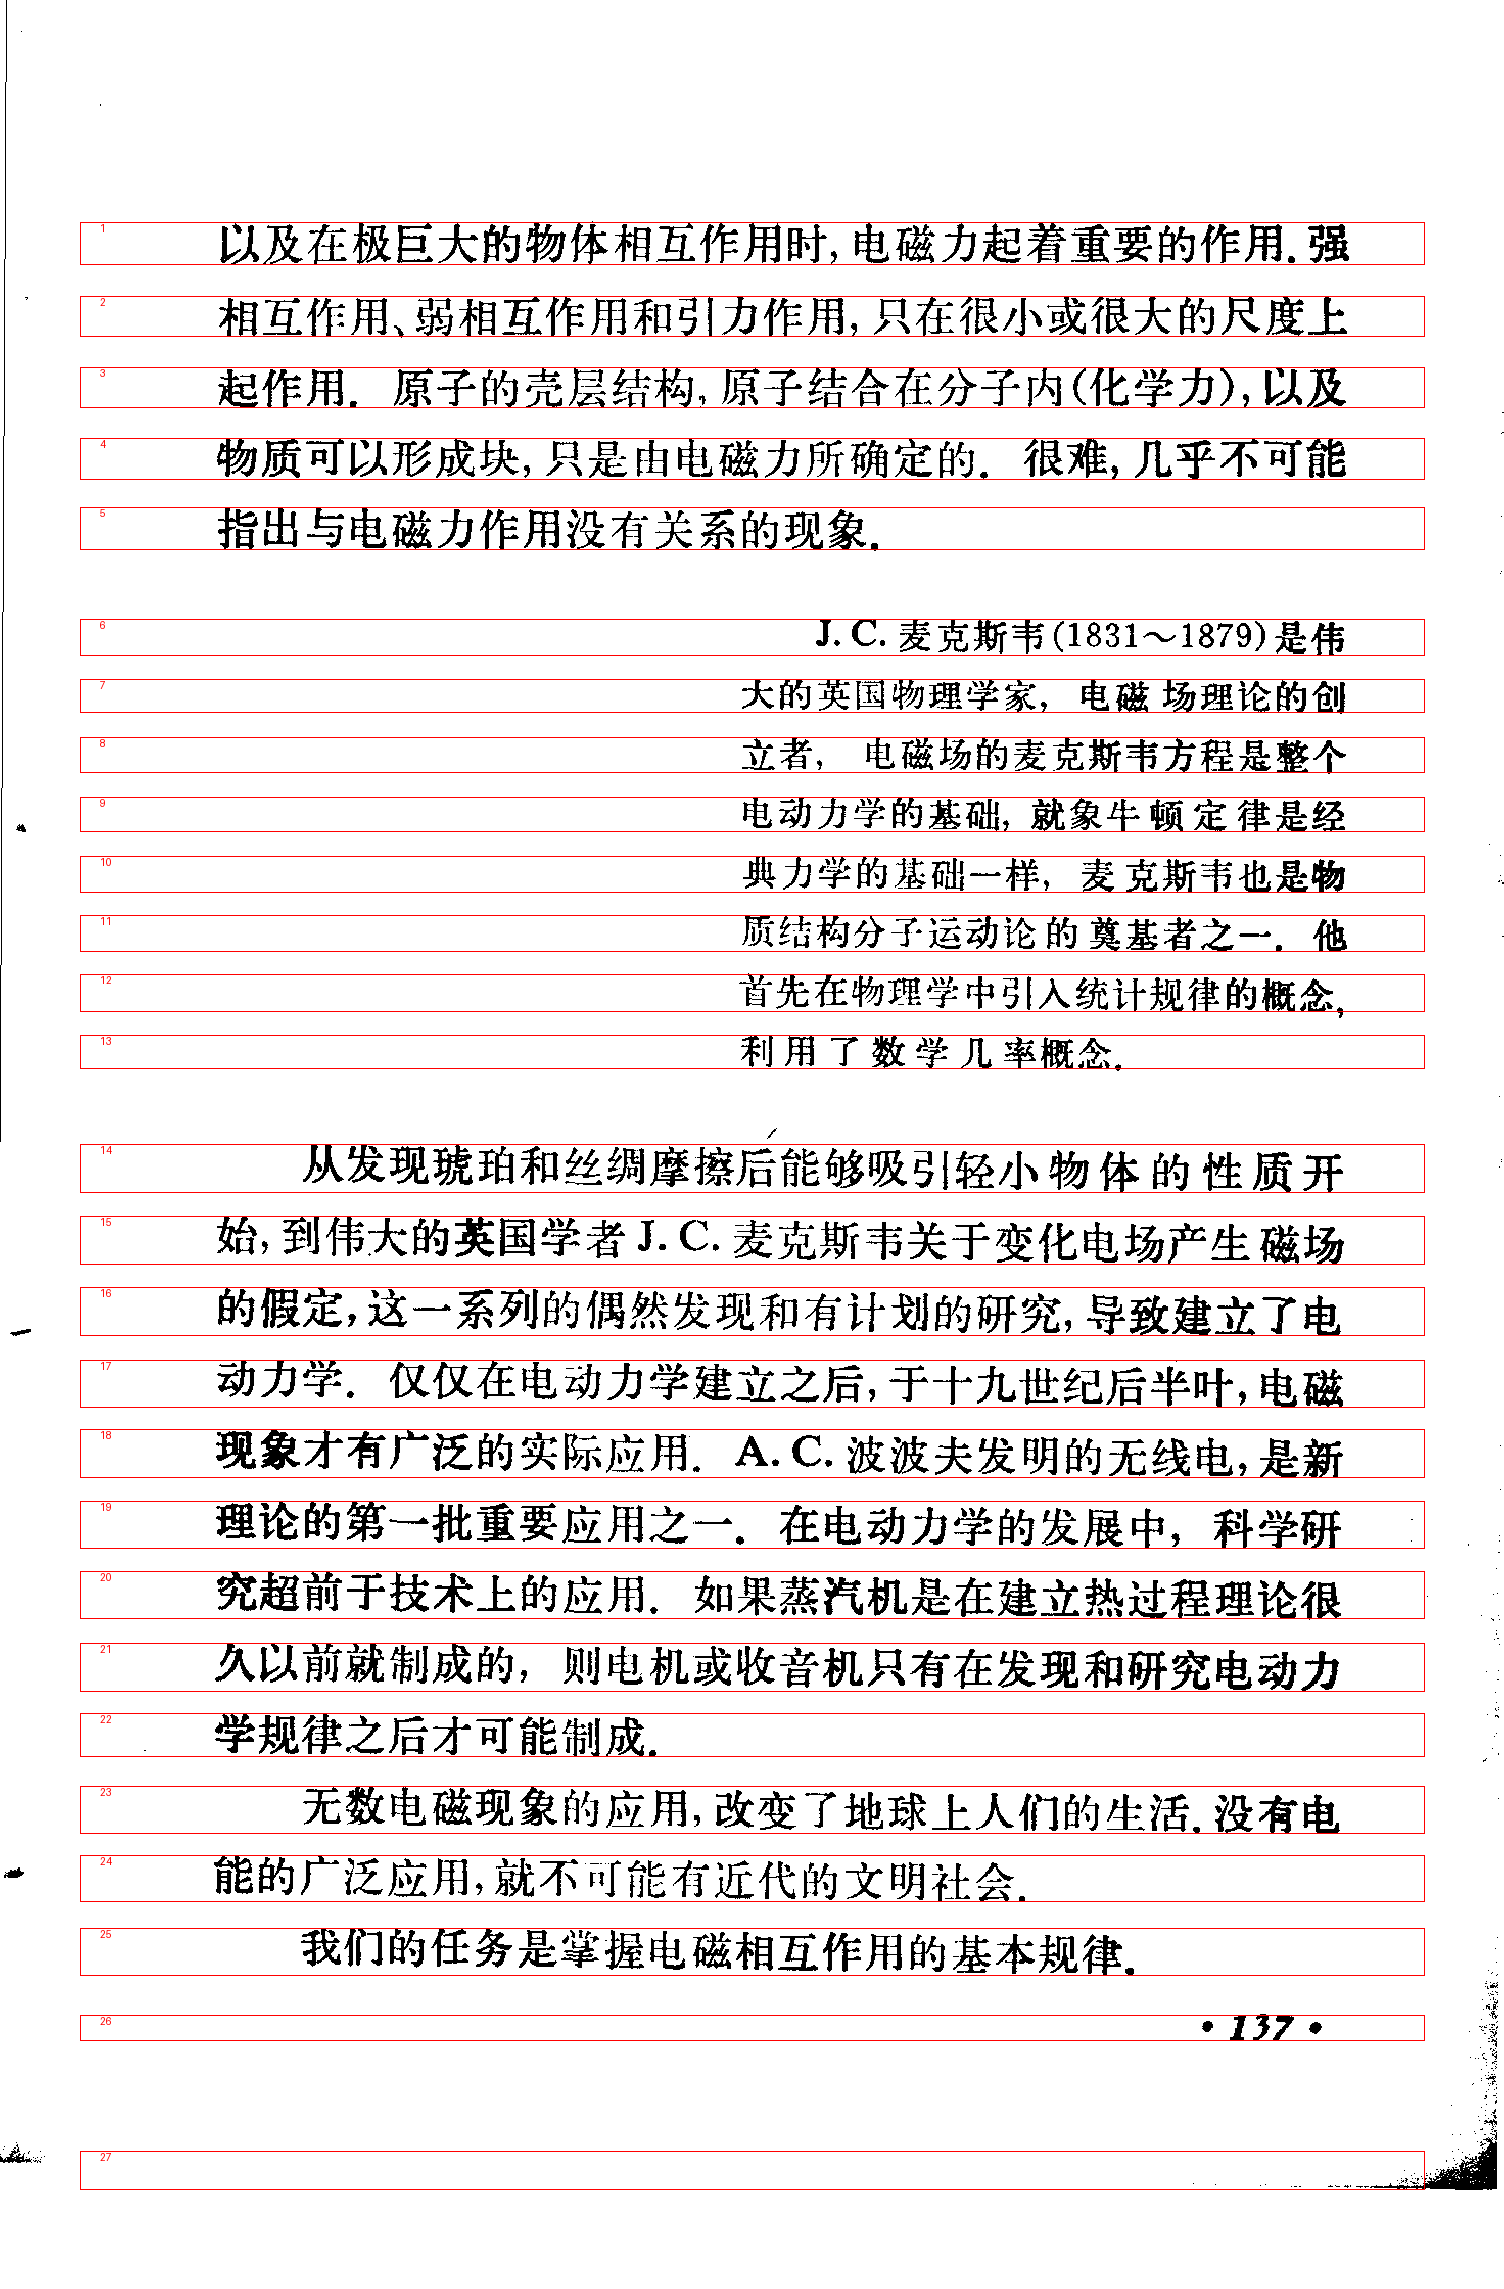 以及在极巨大的物体相互作用时,电磁力起着重要的作用.强
相互作用、弱相互作用和引力作用,只在很小或很大的尺度上
起作用. 原子的壳层结构,原子结合在分子内(化学力),以及
物质可以形成块,只是由电磁力所确定的. 很难,几乎不可能
指出与电磁力作用没有关系的现象.
J. C. 麦克斯韦(1831～1879)是伟
大的英国物理学家, 电磁场理论的创
立者, 电磁场的麦克斯韦方程是整个
电动力学的基础,就象牛顿定律是经
典力学的基础一样, 麦克斯韦也是物
质结构分子运动论的奠基者之一. 他
首先在物理学中引入统计规律的概念,
利用了数学几率概念.
从发现琥珀和丝绸摩擦后能够吸引轻小物体的性质开
始,到伟大的英国学者 J. C. 麦克斯韦关于变化电场产生磁场
的假定,这一系列的偶然发现和有计划的研究,导致建立了电
动力学. 仅仅在电动力学建立之后,于十九世纪后半叶,电磁
现象才有广泛的实际应用. A. C. 波波夫发明的无线电,是新
理论的第一批重要应用之一. 在电动力学的发展中, 科学研
究超前于技术上的应用. 如果蒸汽机是在建立热过程理论很
久以前就制成的, 则电机或收音机只有在发现和研究电动力
学规律之后才可能制成.
无数电磁现象的应用,改变了地球上人们的生活.没有电
能的广泛应用,就不可能有近代的文明社会.
我们的任务是掌握电磁相互作用的基本规律.
• 137 •